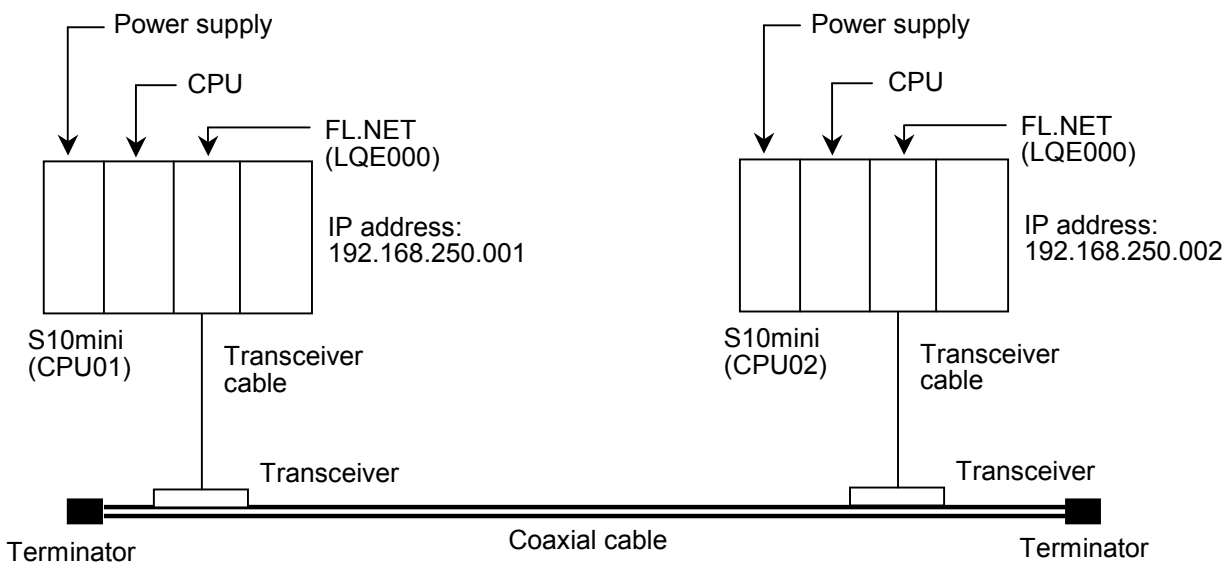 Power supply
CPU
FL.NET
(LQE000)
IP address:
192.168.250.001
S10mini
(CPU01)
Transceiver
cable
Transceiver
Terminator
Power supply
CPU
FL.NET
(LQE000)
IP address:
192.168.250.002
S10mini
(CPU02)
Transceiver
cable
Transceiver
Coaxial cable
Terminator